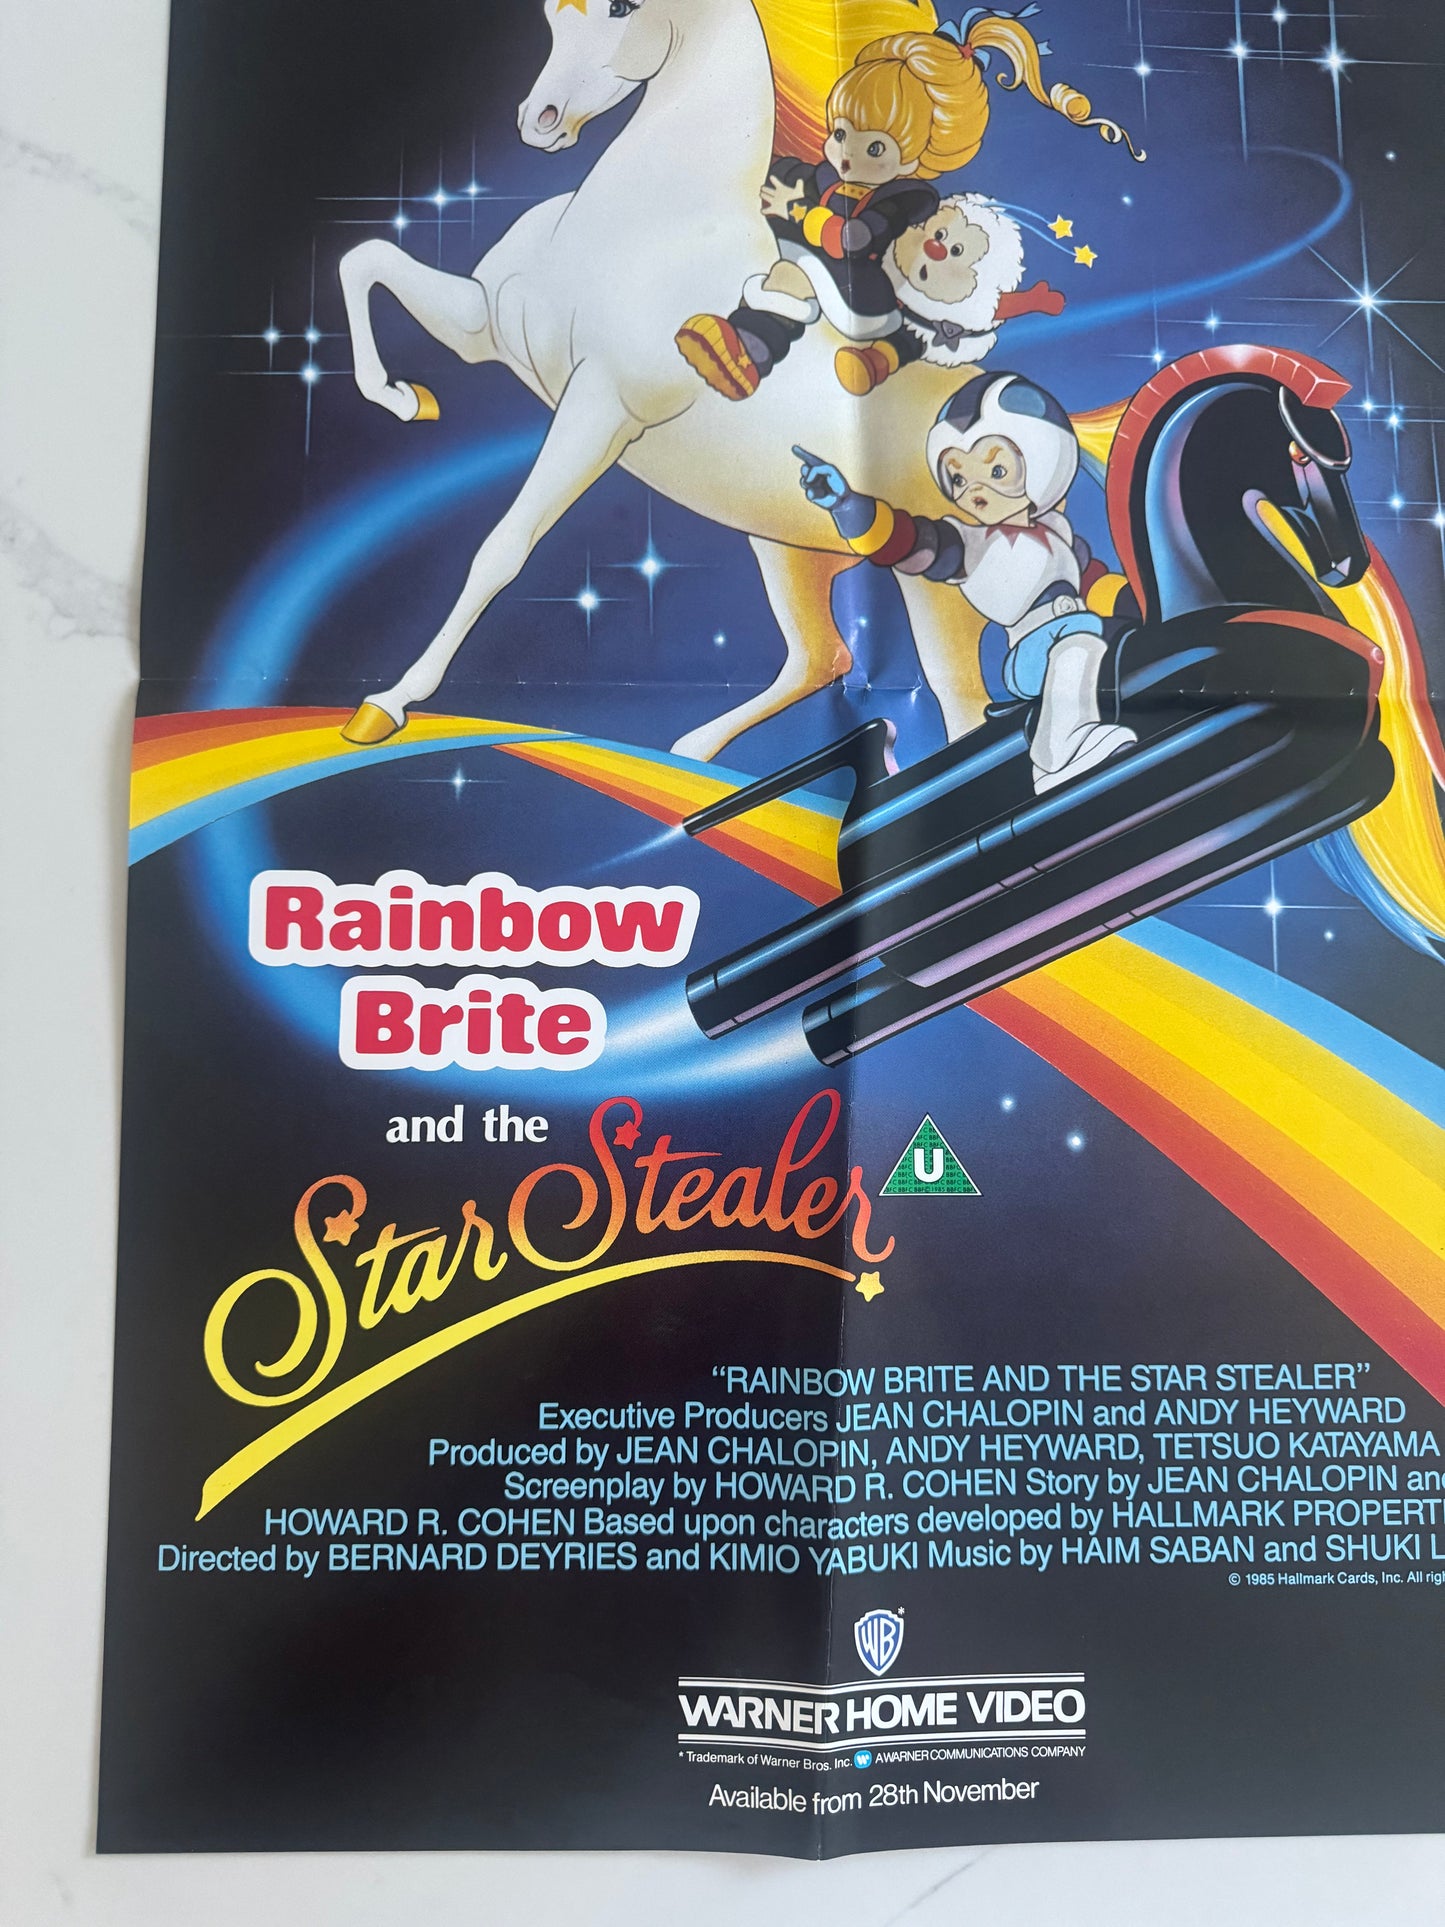 Rainbow
Brite
and the
Star Stealer
U
"RAINBOW BRITE AND THE STAR STEALER"
Executive Producers JEAN CHALOPIN and ANDY HEYWARD
Produced by JEAN CHALOPIN, ANDY HEYWARD, TETSUO KATAYAMA
Screenplay by HOWARD R. COHEN Story by JEAN CHALOPIN
HOWARD R. COHEN Based upon characters developed by HALLMARK
Directed by BERNARD DEYRIES and KIMIO YABUKI Music by HAIM SABAN and SHUKI
© 1985 Hallmark Cards, Inc. All
WB*
WARNER HOME VIDEO
* Trademark of Warner Bros. Inc. A WARNER COMMUNICATIONS COMPANY
Available from 28th November